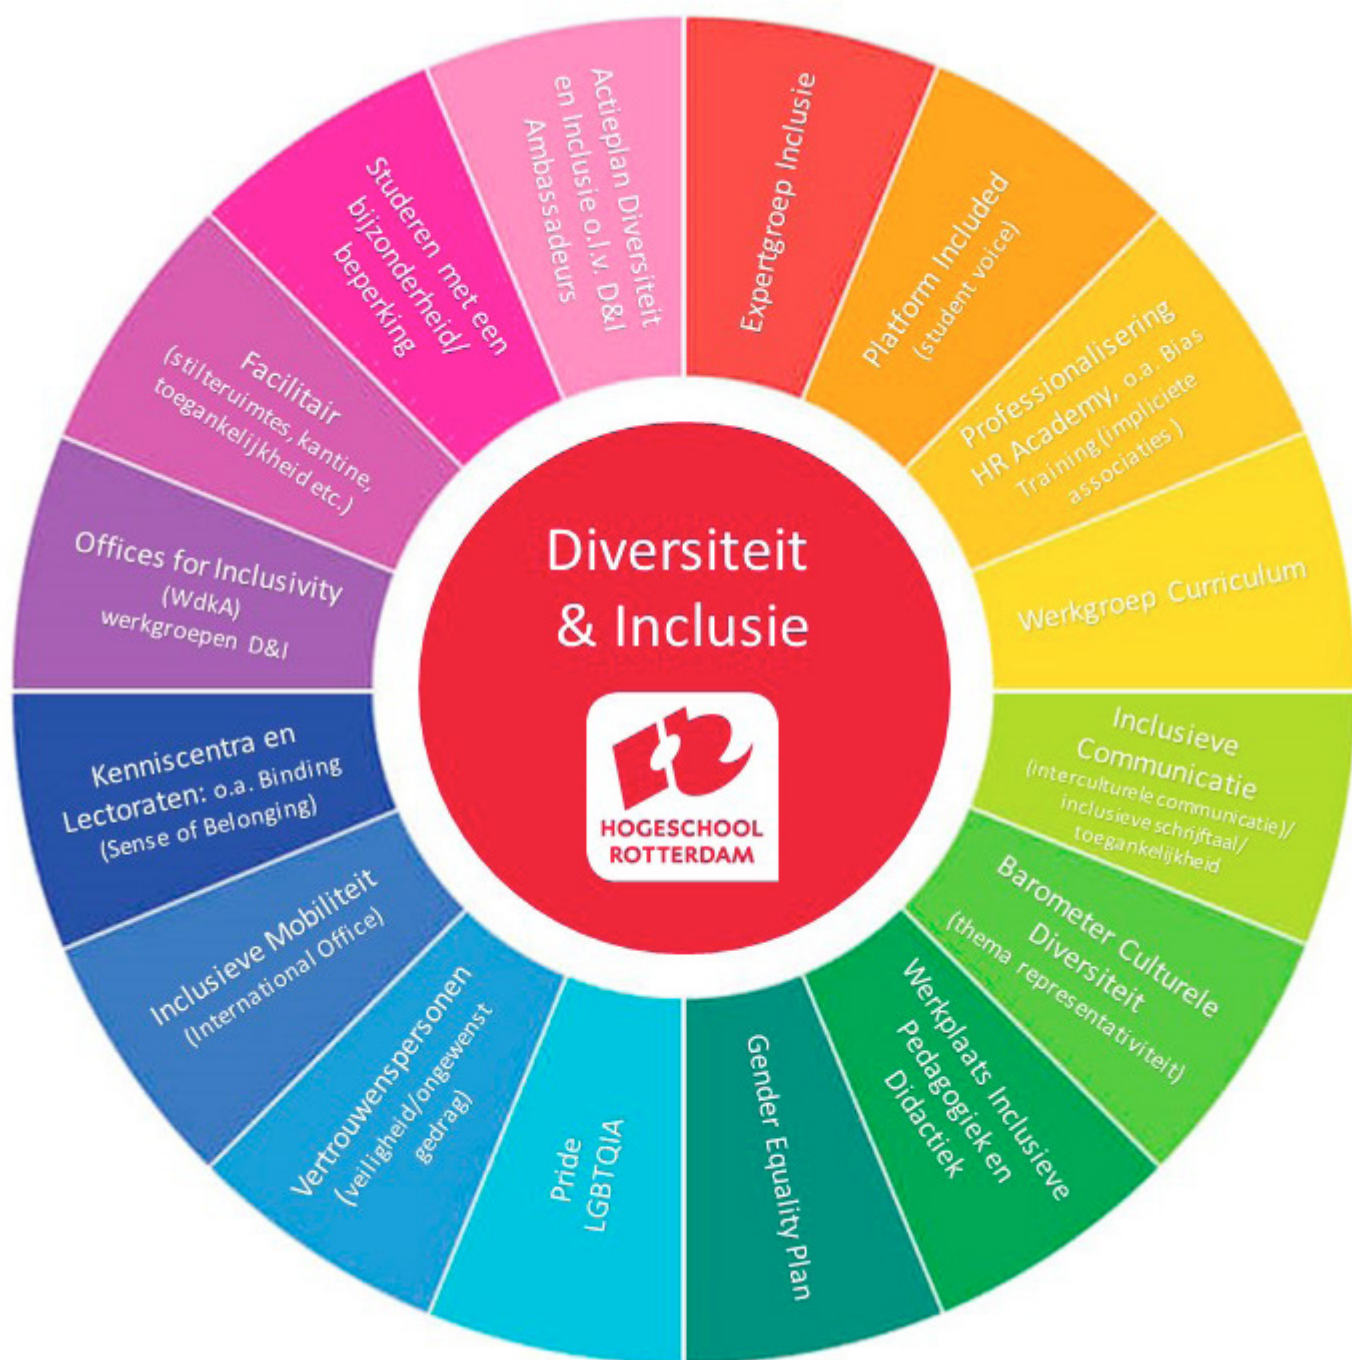 Diversiteit
& Inclusie
HOGESCHOOL
ROTTERDAM
Expertgroep Inclusie
Platform Included
(student voice)
Professionalisering
HR Academy, o.a. Bias
Training (impliciete
associaties )
Werkgroep Curriculum
Inclusieve
Communicatie
(interculturele communicatie)/
inclusieve schrijftaal/
toegankelijkheid
Barometer Culturele
Diversiteit
(thema representativiteit)
Werkplaats Inclusieve
Pedagogiek en
Didactiek
Gender Equality Plan
Pride
LGBTQIA
Vertrouwenspersonen
(veiligheid/ongewenst
gedrag)
Inclusieve Mobiliteit
(International Office)
Kenniscentra en
Lectoraten: o.a. Binding
(Sense of Belonging)
Offices for Inclusivity
(WdkA)
werkgroepen D&I
Facilitair
(stilteruimtes, kantine,
toegankelijkheid etc.)
Studeren met een
bijzonderheid/
beperking
Actieplan Diversiteit
en Inclusie o.l.v. D&I
Ambassadeurs